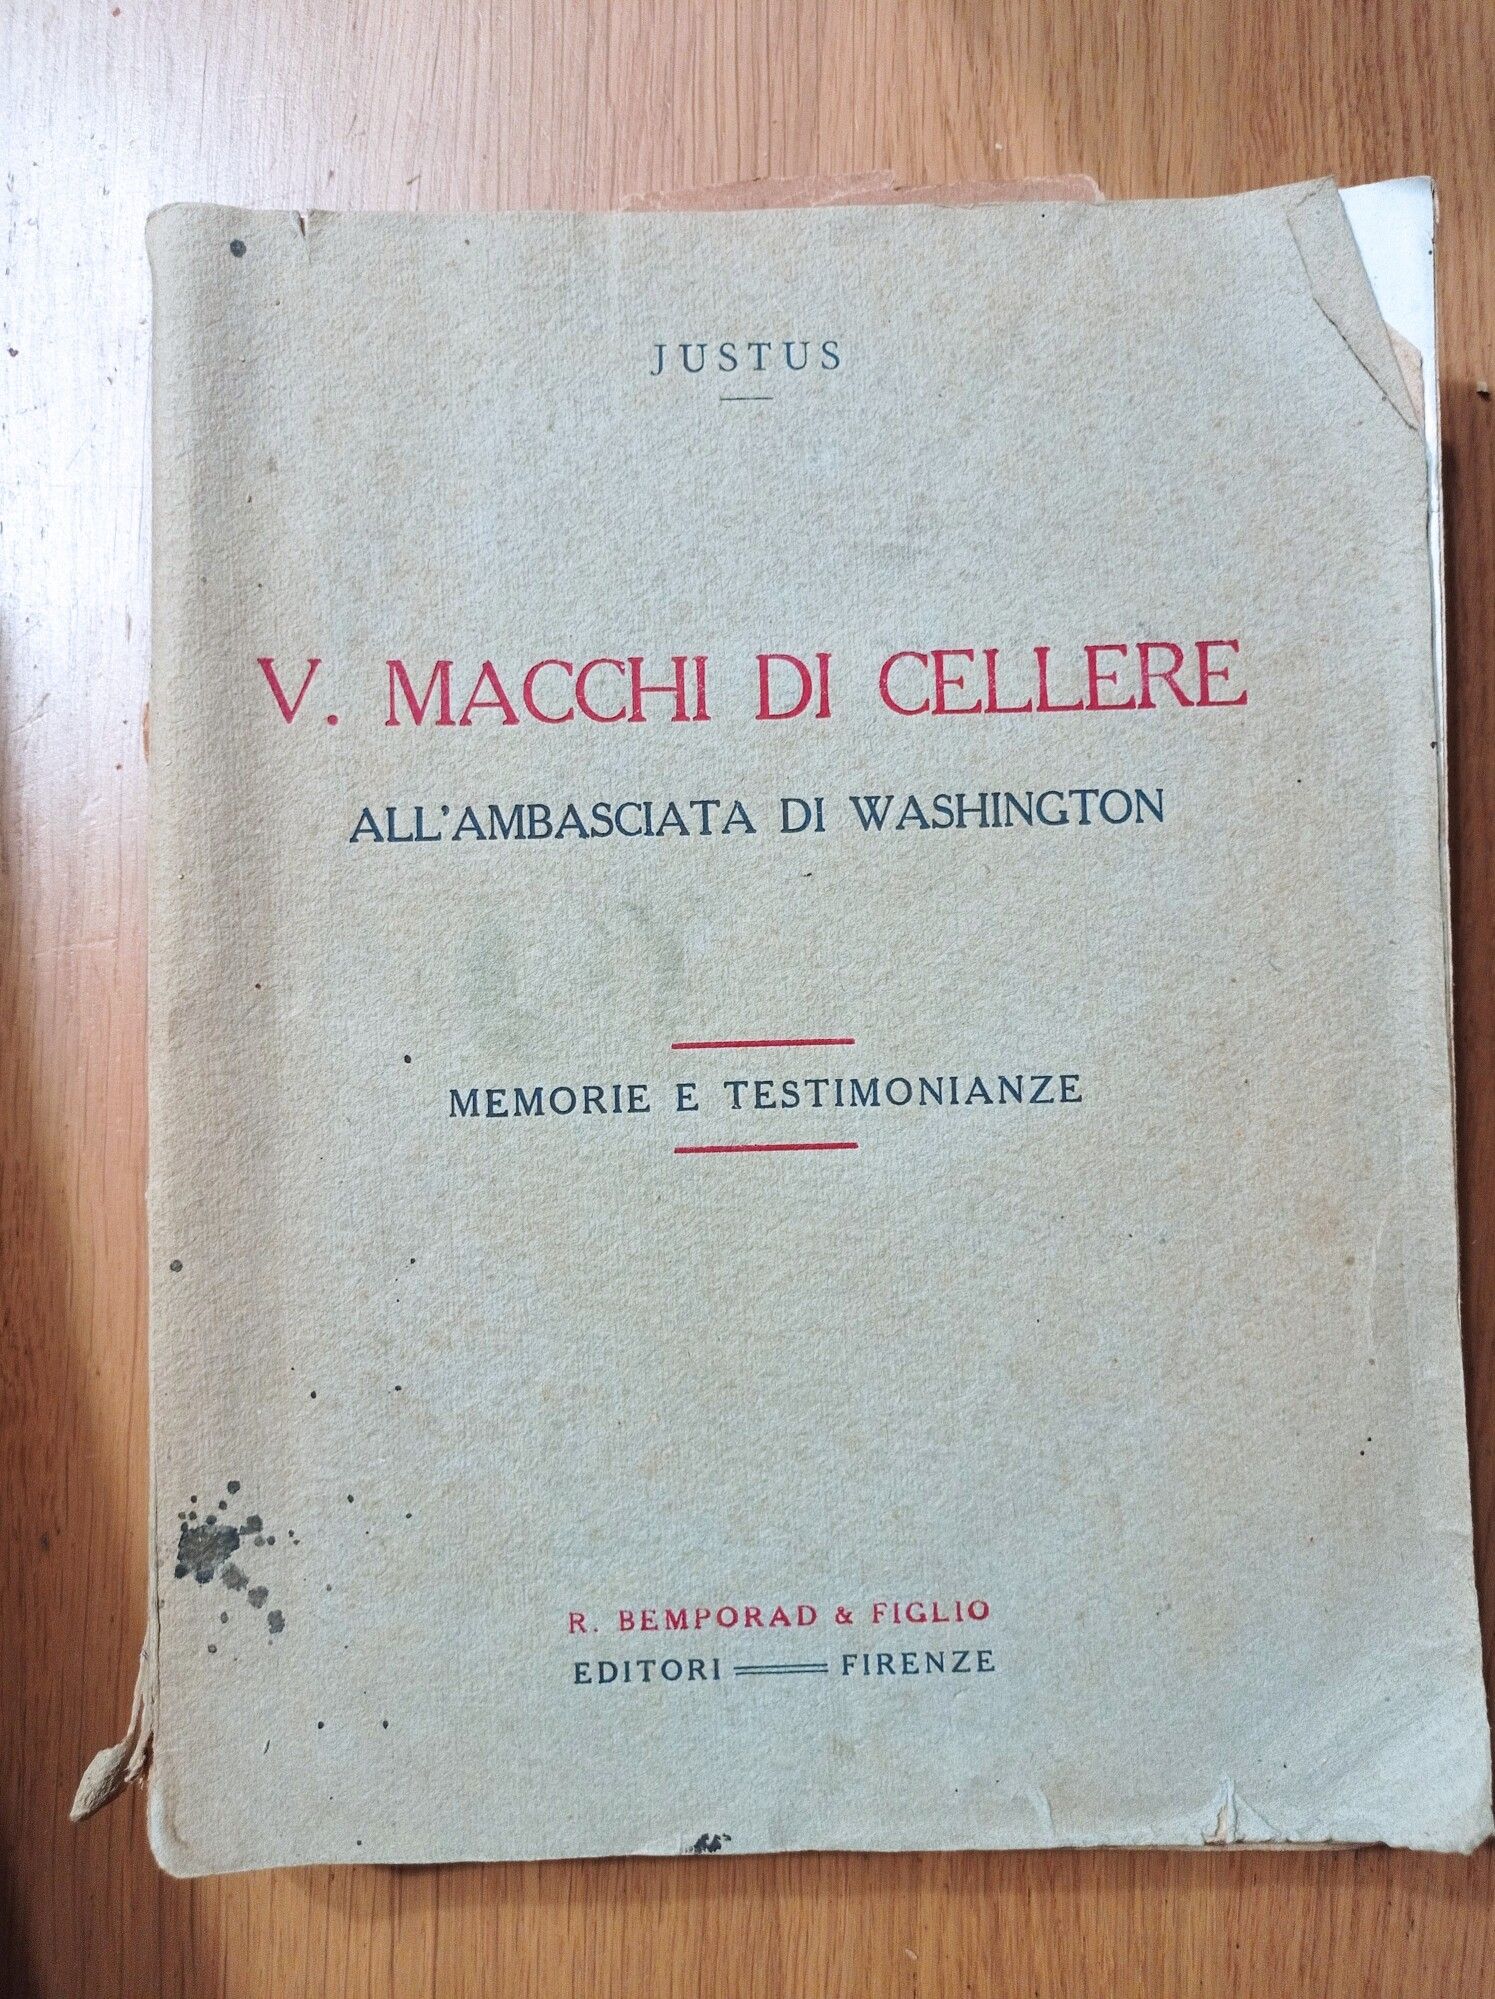 JUSTUS
V. MACCHI DI CELLERE
ALL'AMBASCIATA DI WASHINGTON
MEMORIE E TESTIMONIANZE
R. BEMPORAD & FIGLIO
EDITORI FIRENZE